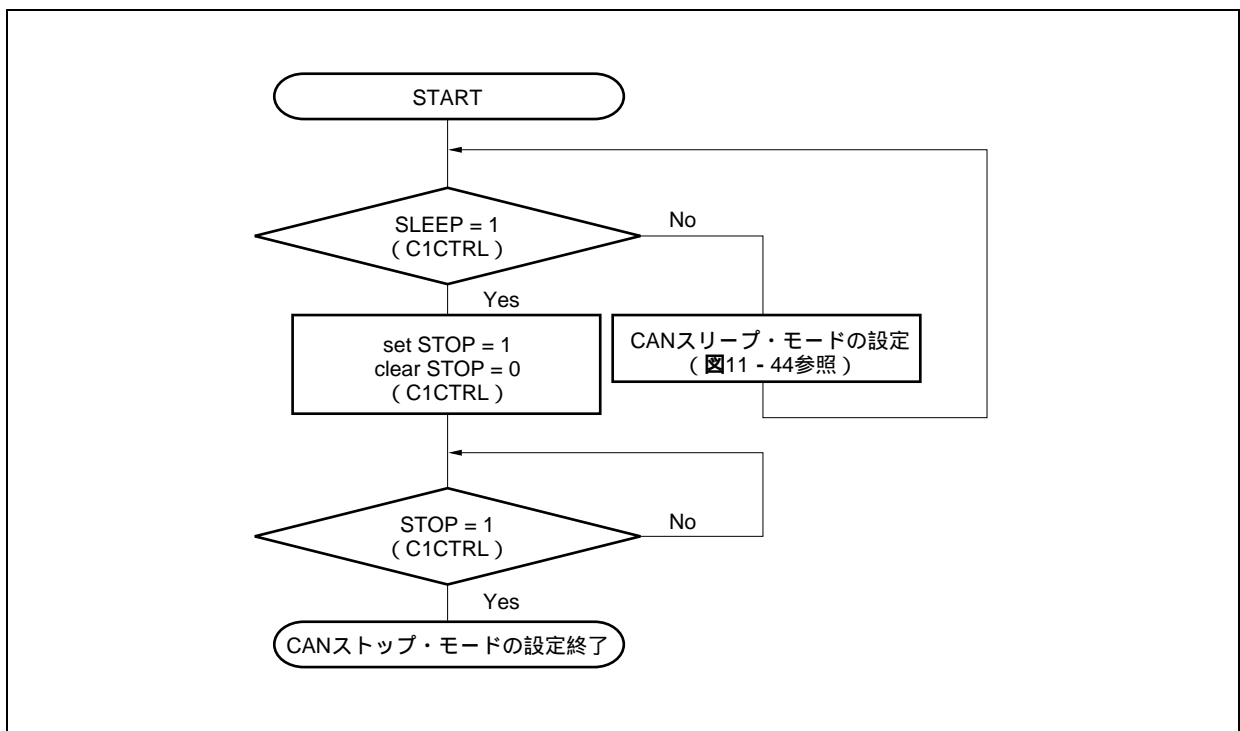 START
SLEEP = 1
( C1CTRL )
No
Yes
set STOP = 1
clear STOP = 0
( C1CTRL )
CANスリープ・モードの設定
( 図11 - 44参照 )
STOP = 1
( C1CTRL )
No
Yes
CANストップ・モードの設定終了